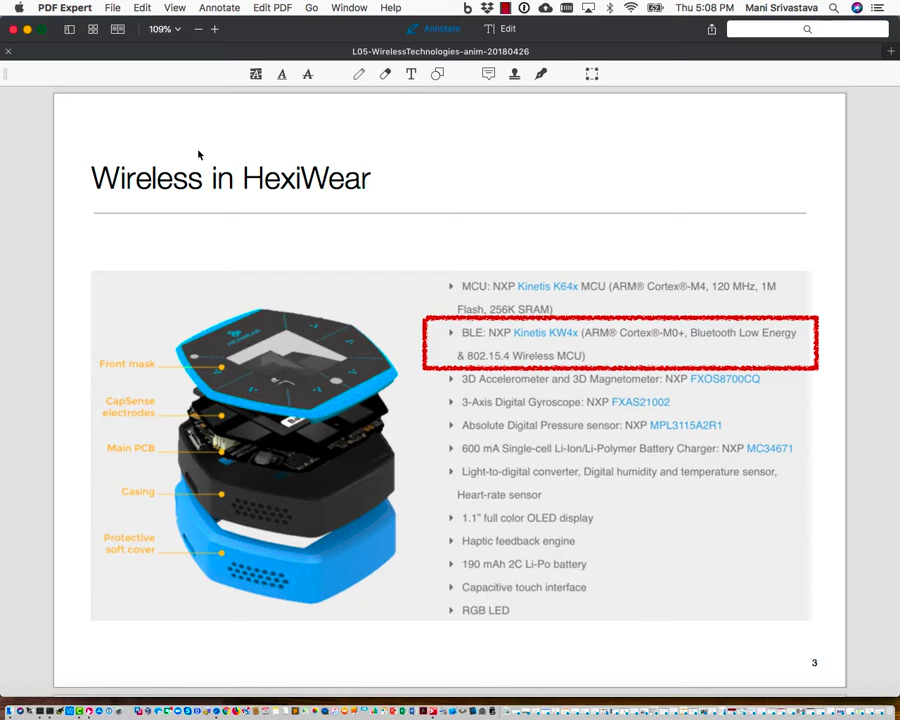 PDF Expert File Edit View Annotate Edit PDF Go Window Help Thu 5:08 PM Mani Srivastava
109% Annotate Edit
L05-WirelessTechnologies-anim-20180426
Wireless in HexiWear
Front mask
CapSense
electrodes
Main PCB
Casing
Protective
soft cover
MCU: NXP Kinetis K64x MCU (ARM® Cortex®-M4, 120 MHz, 1M
Flash, 256K SRAM)
BLE: NXP Kinetis KW4x (ARM® Cortex®-M0+, Bluetooth Low Energy
& 802.15.4 Wireless MCU)
3D Accelerometer and 3D Magnetometer: NXP FXOS8700CQ
3-Axis Digital Gyroscope: NXP FXAS21002
Absolute Digital Pressure sensor: NXP MPL3115A2R1
600 mA Single-cell Li-Ion/Li-Polymer Battery Charger: NXP MC34671
Light-to-digital converter, Digital humidity and temperature sensor,
Heart-rate sensor
1.1” full color OLED display
Haptic feedback engine
190 mAh 2C Li-Po battery
Capacitive touch interface
RGB LED
3